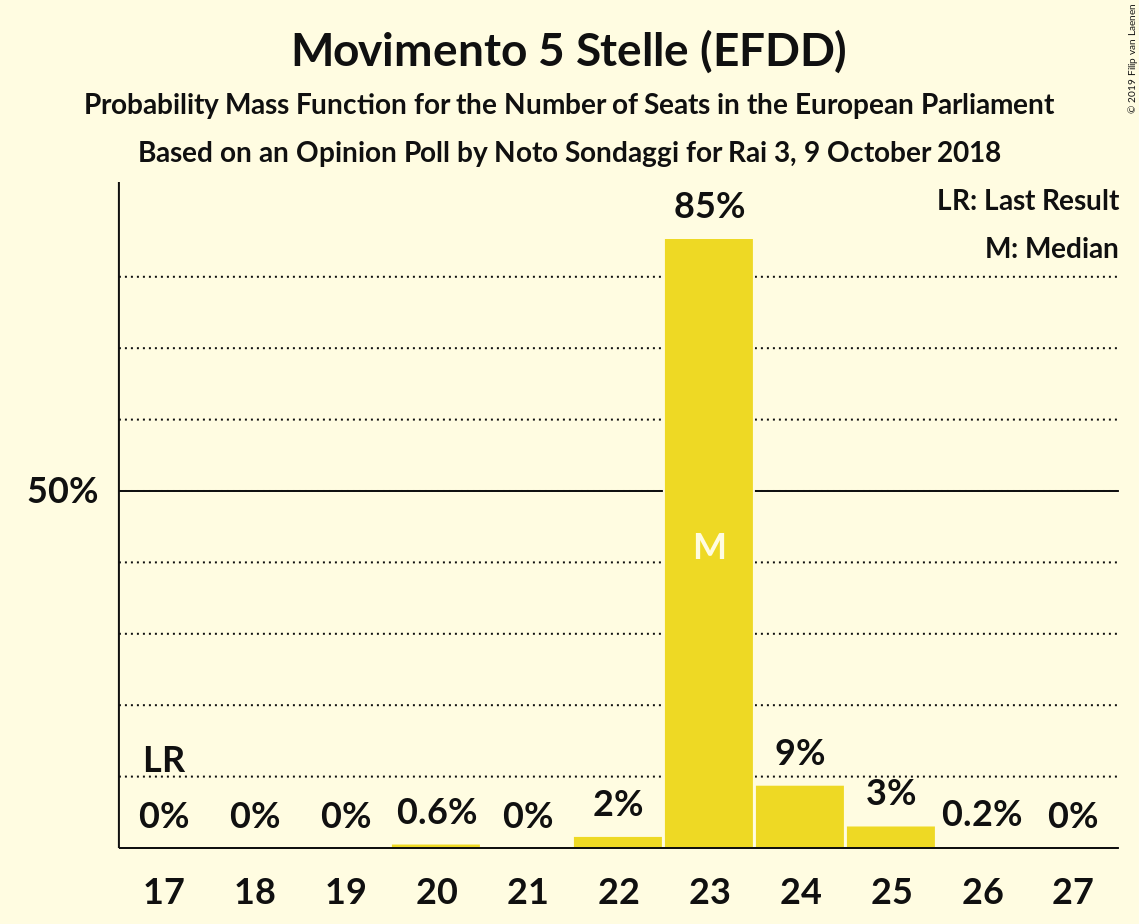 Movimento 5 Stelle (EFDD)
Probability Mass Function for the Number of Seats in the European Parliament
Based on an Opinion Poll by Noto Sondaggi for Rai 3, 9 October 2018
© 2019 Filip van Laenen
LR: Last Result
M: Median
85%
50%
M
LR
9%
0% 0% 0% 0.6% 0% 2% 3% 0.2% 0%
17 18 19 20 21 22 23 24 25 26 27